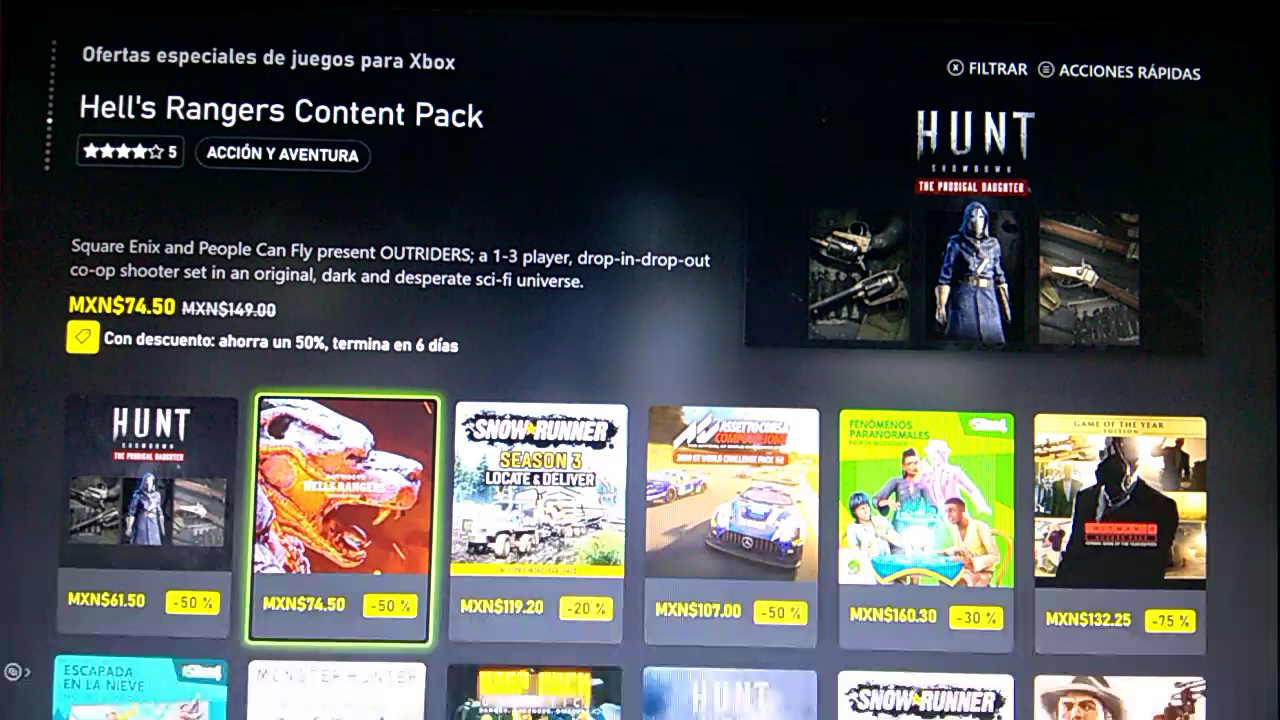 Ofertas especiales de juegos para Xbox
FILTRAR
ACCIONES RÁPIDAS
Hell's Rangers Content Pack
5
ACCIÓN Y AVENTURA
HUNT
SHOWDOWN
THE PRODIGAL DAUGHTER
Square Enix and People Can Fly present OUTRIDERS; a 1-3 player, drop-in-drop-out
co-op shooter set in an original, dark and desperate sci-fi universe.
MXN$74.50 MXN$149.00
Con descuento: ahorra un 50%, termina en 6 días
HUNT
SHOWDOWN
THE PRODIGAL DAUGHTER
MXN$61.50 -50 %
HELL'S RANGERS
MXN$74.50 -50 %
SNOWRUNNER
SEASON 3
LOCATE & DELIVER
MXN$119.20 -20 %
ASSETTO CORSA
COMPETIZIONE
MXN$107.00 -50 %
FENÓMENOS
PARANORMALES
MXN$160.30 -30 %
GAME OF THE YEAR
EDITION
MXN$132.25 -75 %
ESCAPADA
EN LA NIEVE
MONSTER HUNTER
HUNT
SNOWRUNNER